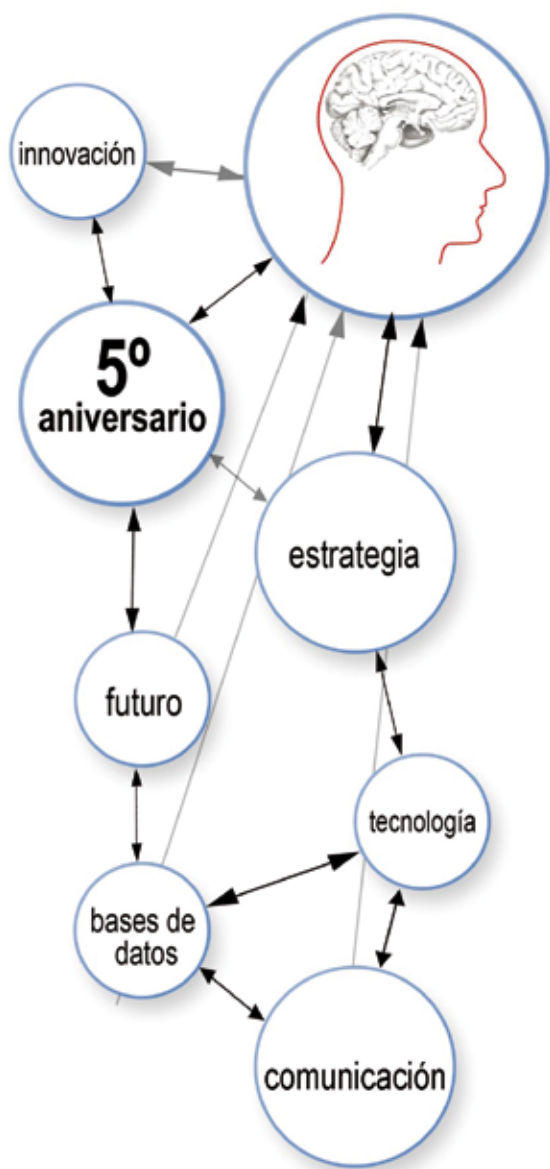 innovación
5º
aniversario
estrategia
futuro
tecnología
bases de
datos
comunicación